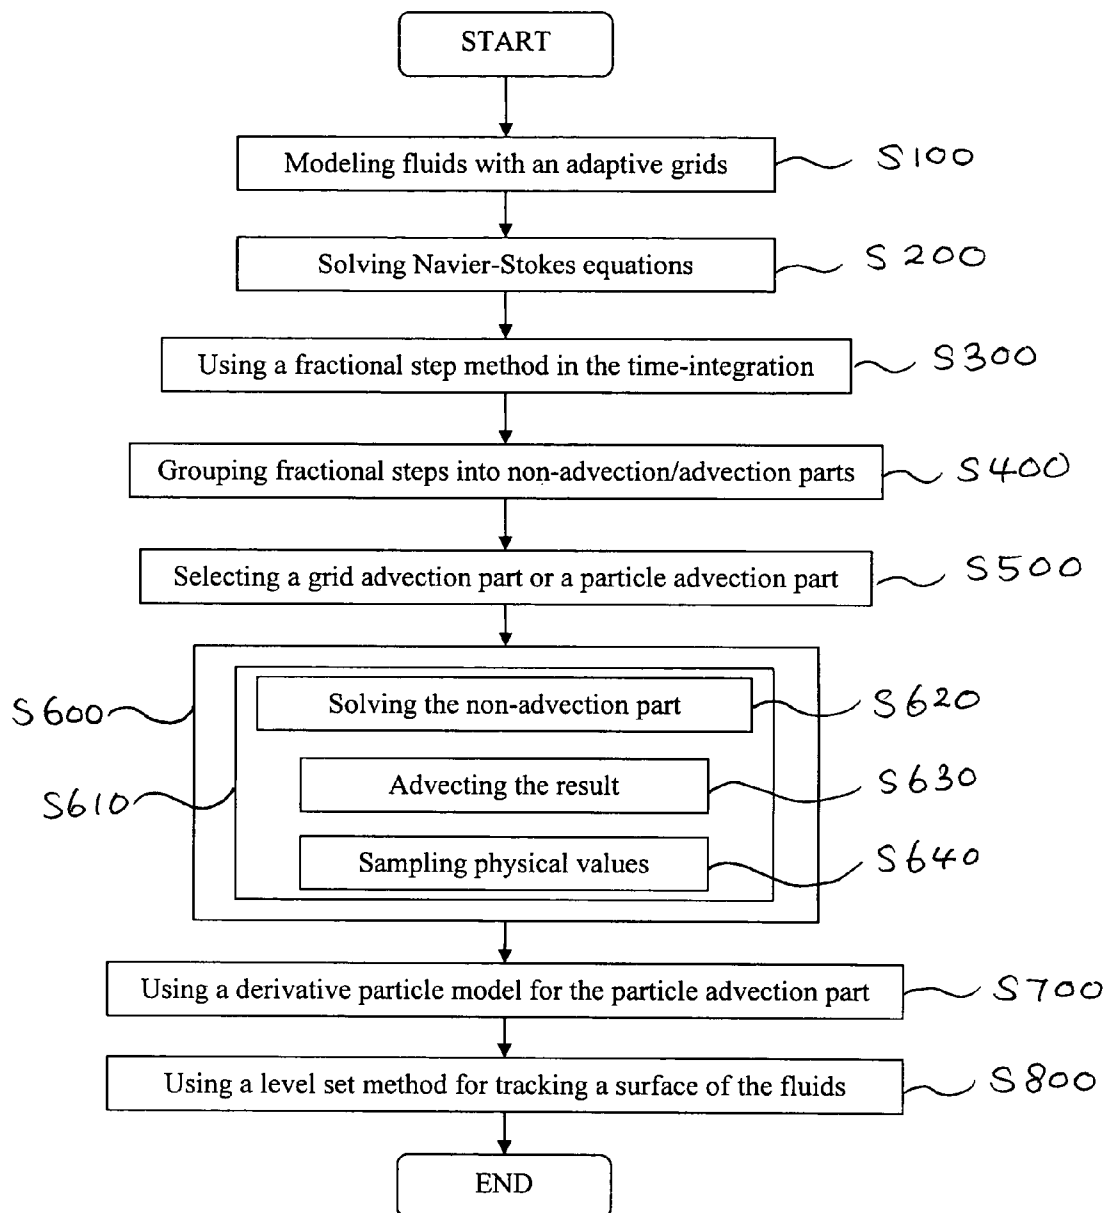 START
Modeling fluids with an adaptive grids
S100
Solving Navier-Stokes equations
S200
Using a fractional step method in the time-integration
S300
Grouping fractional steps into non-advection/advection parts
S400
Selecting a grid advection part or a particle advection part
S500
S600
Solving the non-advection part
S620
S610
Advecting the result
S630
Sampling physical values
S640
Using a derivative particle model for the particle advection part
S700
Using a level set method for tracking a surface of the fluids
S800
END